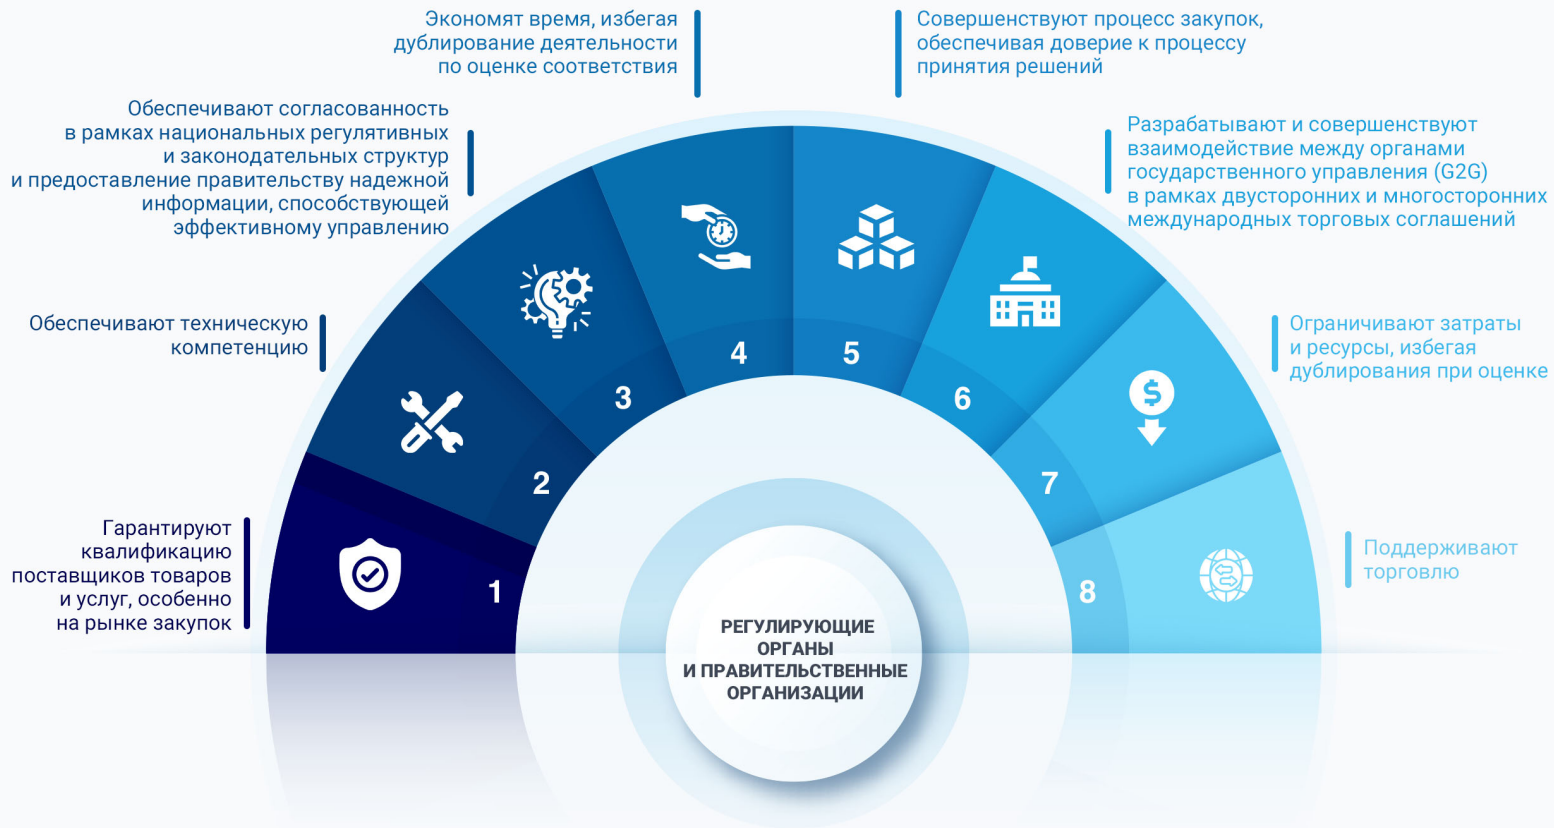 Экономят время, избегая
дублирование деятельности
по оценке соответствия
Совершенствуют процесс закупок,
обеспечивая доверие к процессу
принятия решений
Обеспечивают согласованность
в рамках национальных регулятивных
и законодательных структур
и предоставление правительству надежной
информации, способствующей
эффективному управлению
Разрабатывают и совершенствуют
взаимодействие между органами
государственного управления (G2G)
в рамках двусторонних и многосторонних
международных торговых соглашений
Обеспечивают техническую
компетенцию
Ограничивают затраты
и ресурсы, избегая
дублирования при оценке
Гарантируют
квалификацию
поставщиков товаров
и услуг, особенно
на рынке закупок
Поддерживают
торговлю
1
2
3
4
5
6
7
8
$
РЕГУЛИРУЮЩИЕ
ОРГАНЫ
И ПРАВИТЕЛЬСТВЕННЫЕ
ОРГАНИЗАЦИИ